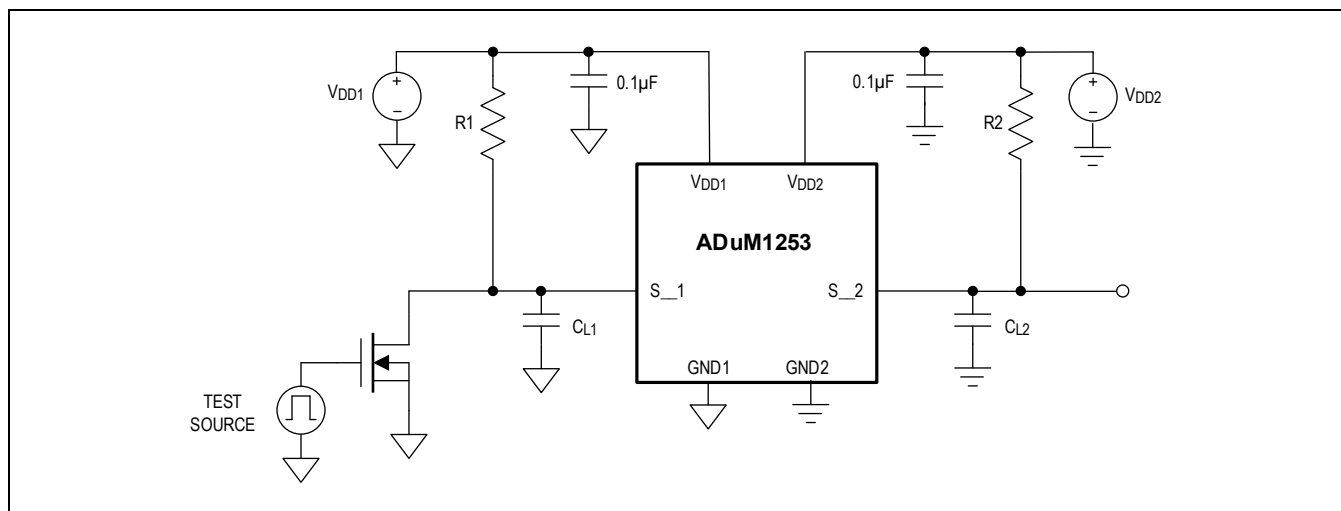 VDD1
R1
0.1µF
0.1µF
R2
VDD2
VDD1
VDD2
ADuM1253
S__1
S__2
CL1
CL2
GND1
GND2
TEST
SOURCE